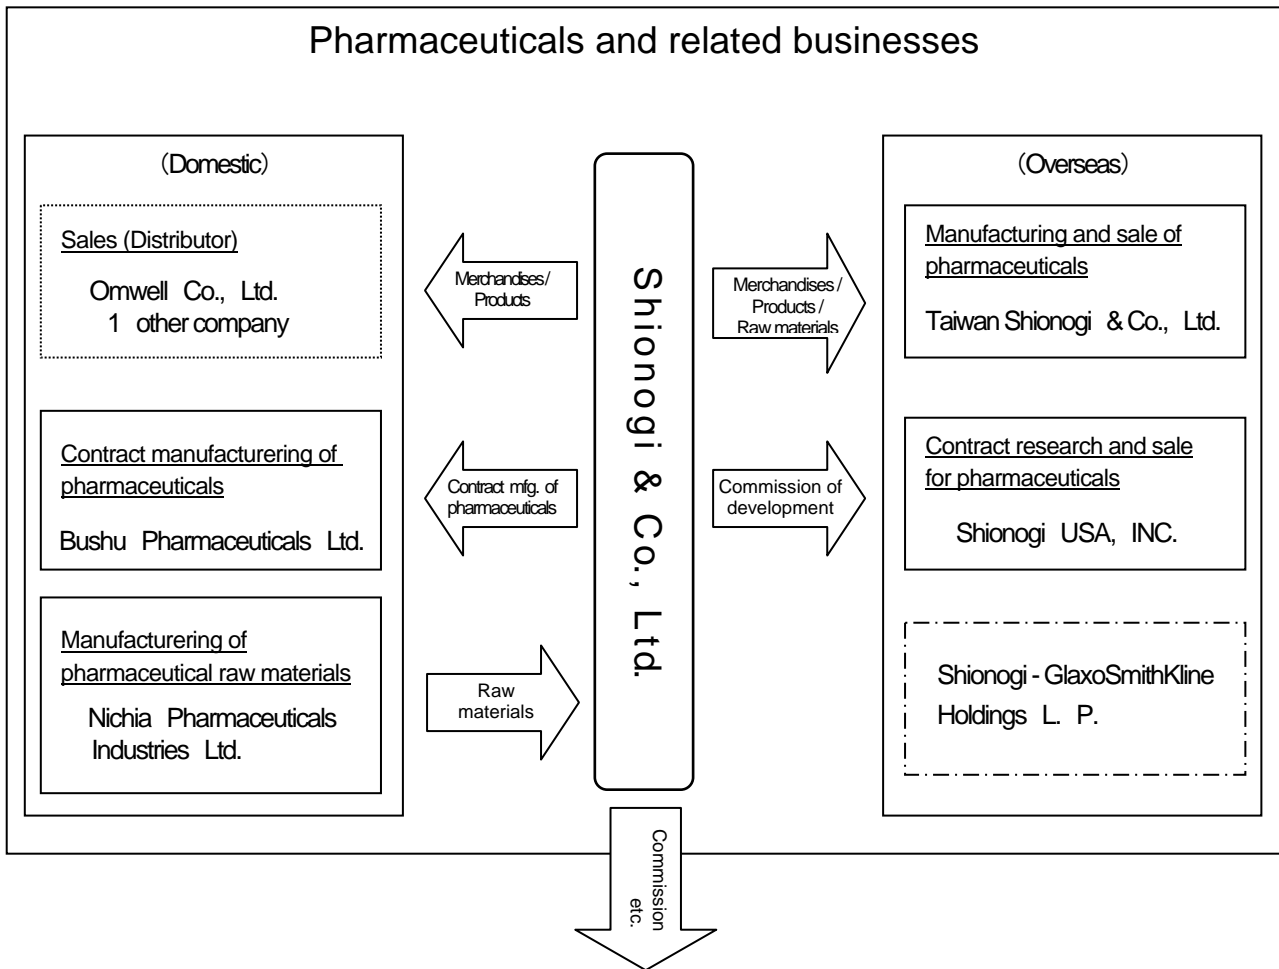 Pharmaceuticals and related businesses
（Domestic）
Sales (Distributor)
Omwell Co., Ltd.
1 other company
Contract manufacturering of
pharmaceuticals
Bushu Pharmaceuticals Ltd.
Manufacturering of
pharmaceutical raw materials
Nichia Pharmaceuticals
Industries Ltd.
Merchandises /
Products
Contract mfg. of
pharmaceuticals
Raw
materials
Shionogi & Co., Ltd.
Merchandises /
Products /
Raw materials
Commission of
development
（Overseas）
Manufacturing and sale of
pharmaceuticals
Taiwan Shionogi & Co., Ltd.
Contract research and sale
for pharmaceuticals
Shionogi USA, INC.
Shionogi - GlaxoSmithKline
Holdings L. P.
Commission
etc.